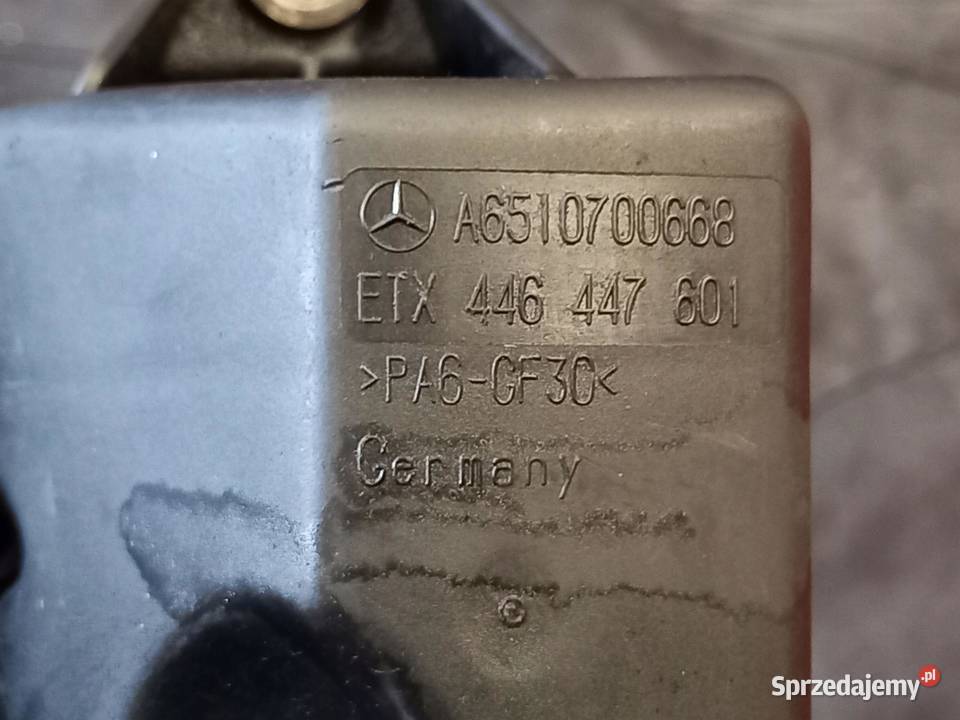 A6510700668
ETX 446 447 601
>PA6-GF30<
Germany
Sprzedajemy.pl